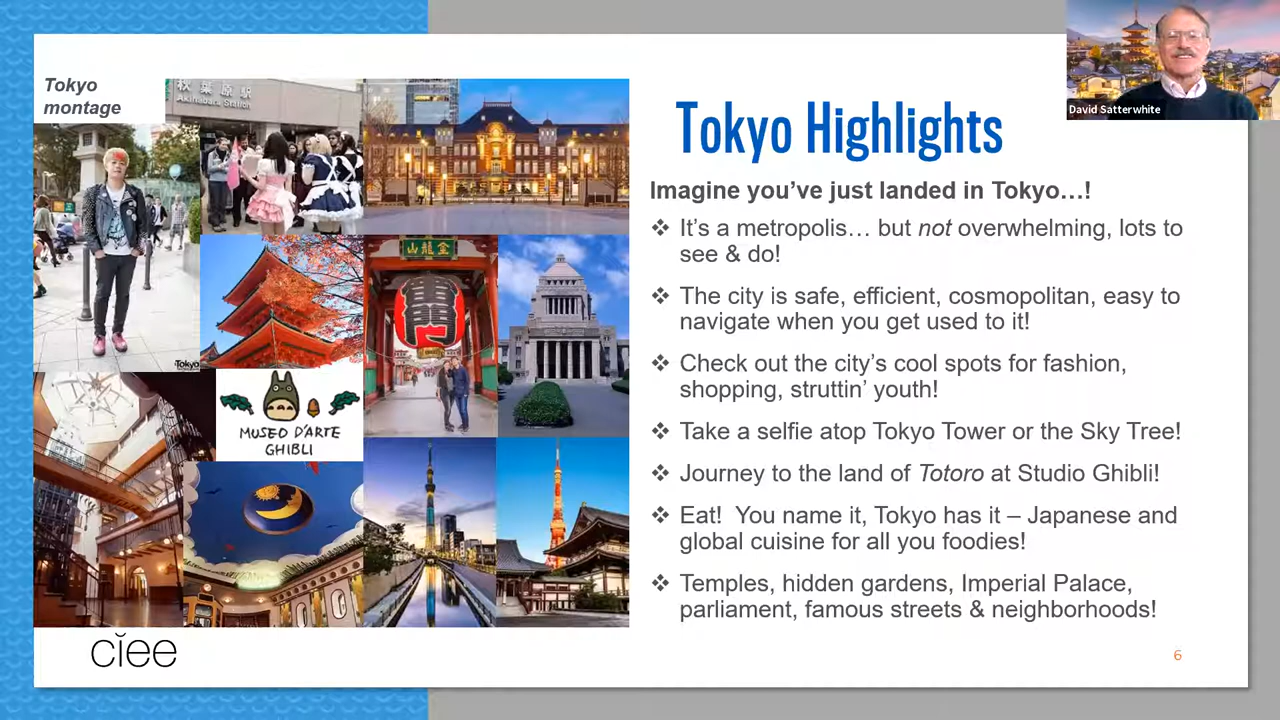 Tokyo
montage
秋葉原駅
Akihabara Station
金龍山
Tokyo
MUSEO D'ARTE
GHIBLI
David Satterwhite
Tokyo Highlights
Imagine you've just landed in Tokyo…!
❖ It's a metropolis… but not overwhelming, lots to
see & do!
❖ The city is safe, efficient, cosmopolitan, easy to
navigate when you get used to it!
❖ Check out the city's cool spots for fashion,
shopping, struttin' youth!
❖ Take a selfie atop Tokyo Tower or the Sky Tree!
❖ Journey to the land of Totoro at Studio Ghibli!
❖ Eat!  You name it, Tokyo has it – Japanese and
global cuisine for all you foodies!
❖ Temples, hidden gardens, Imperial Palace,
parliament, famous streets & neighborhoods!
ciee
6